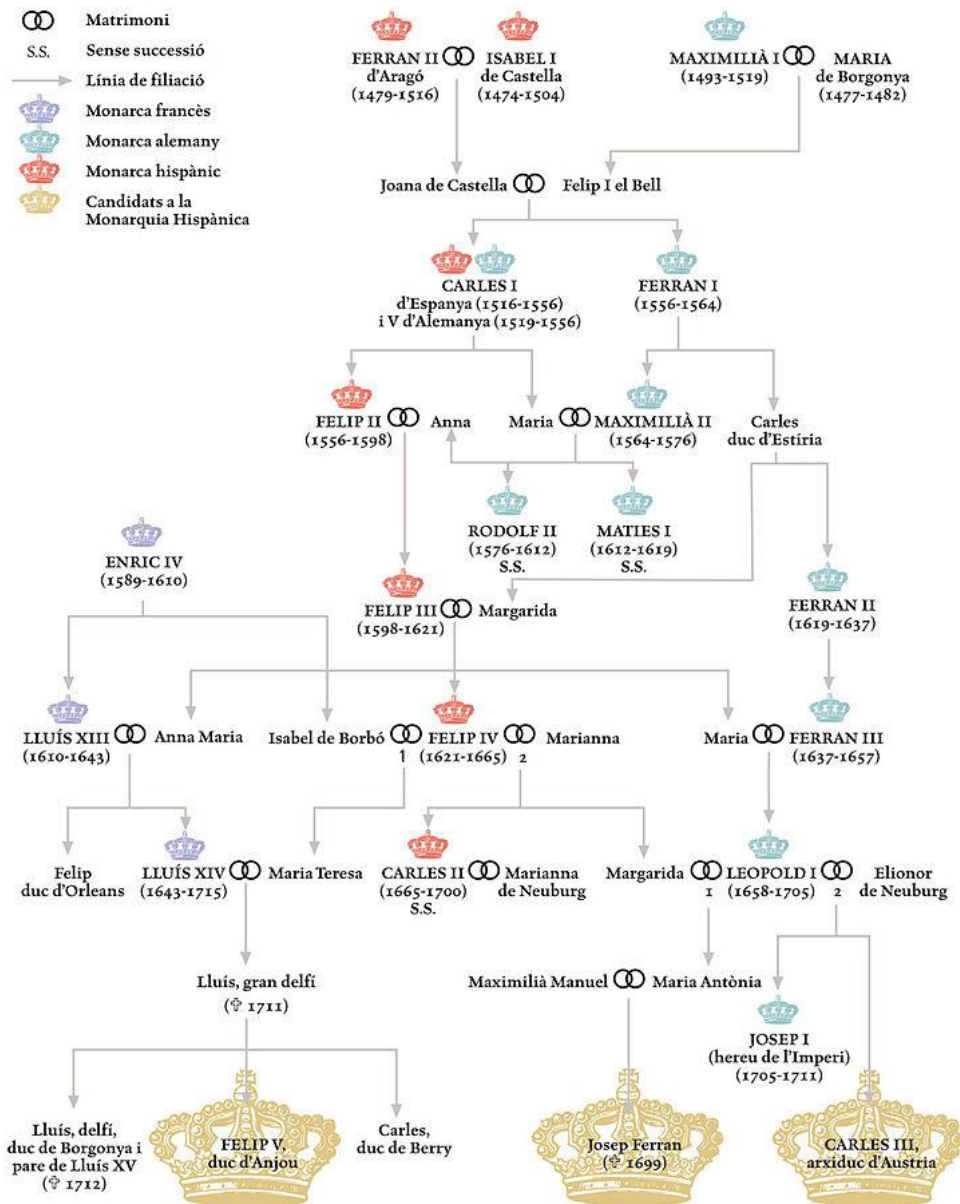 Matrimoni
S.S. Sense successió
Línia de filiació
Monarca francès
Monarca alemany
Monarca hispànic
Candidats a la
Monarquia Hispànica
FERRAN II
d'Aragó
(1479-1516)
ISABEL I
de Castella
(1474-1504)
MAXIMILIÀ I
(1493-1519)
MARIA
de Borgonya
(1477-1482)
Joana de Castella
Felip I el Bell
CARLES I
d'Espanya (1516-1556)
i V d'Alemanya (1519-1556)
FERRAN I
(1556-1564)
FELIP II
(1556-1598)
Anna
Maria
MAXIMILIÀ II
(1564-1576)
Carles
duc d'Estíria
RODOLF II
(1576-1612)
S.S.
MATIES I
(1612-1619)
S.S.
ENRIC IV
(1589-1610)
FELIP III
(1598-1621)
Margarida
FERRAN II
(1619-1637)
LLUÍS XIII
(1610-1643)
Anna Maria
Isabel de Borbó
1
FELIP IV
(1621-1665)
2
Marianna
Maria
FERRAN III
(1637-1657)
Felip
duc d'Orleans
LLUÍS XIV
(1643-1715)
Maria Teresa
CARLES II
(1665-1700)
S.S.
Marianna
de Neuburg
Margarida
1
LEOPOLD I
(1658-1705)
2
Elionor
de Neuburg
Lluís, gran delfí
(✞ 1711)
Maximilià Manuel
Maria Antònia
JOSEP I
(hereu de l'Imperi)
(1705-1711)
Lluís, delfí,
duc de Borgonya i
pare de Lluís XV
(✞ 1712)
FELIP V,
duc d'Anjou
Carles,
duc de Berry
Josep Ferran
(✞ 1699)
CARLES III,
arxiduc d'Austria